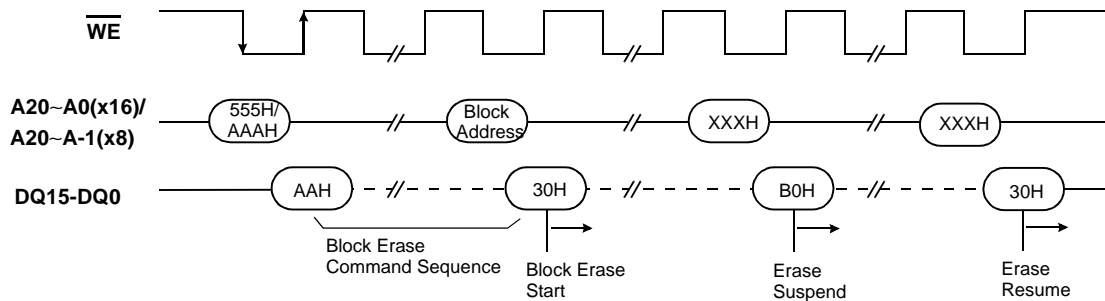 WE
A20~A0(x16)/
A20~A-1(x8)
555H/
AAAH
Block
Address
XXXH
XXXH
DQ15-DQ0
AAH
30H
B0H
30H
Block Erase
Command Sequence
Block Erase
Start
Erase
Suspend
Erase
Resume